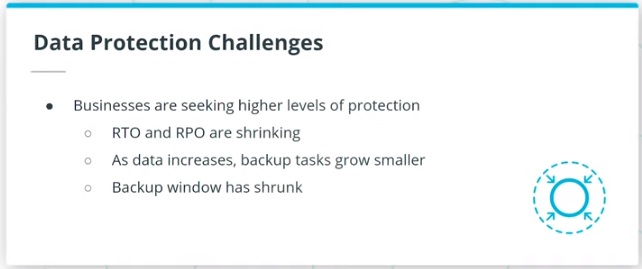 Data Protection Challenges
● Businesses are seeking higher levels of protection
○ RTO and RPO are shrinking
○ As data increases, backup tasks grow smaller
○ Backup window has shrunk